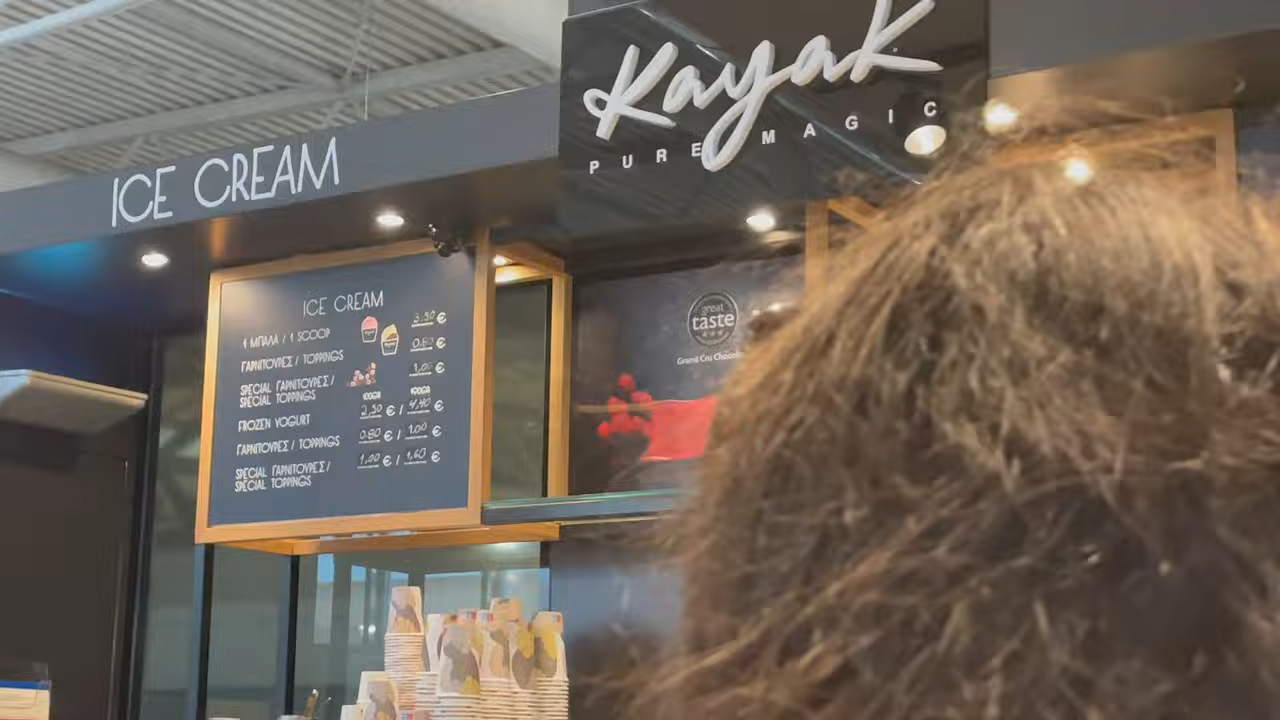 Kayak
PURE MAGIC
ICE CREAM
ICE CREAM
1 ΜΠΑΛΑ / 1 SCOOP 3.50 €
ΓΑΡΝΙΤΟΥΡΕΣ / TOPPINGS 0.80 €
SPECIAL ΓΑΡΝΙΤΟΥΡΕΣ / 1,00 €
SPECIAL TOPPINGS
FROZEN YOGURT 2,50 € / 4,40 €
ΓΑΡΝΙΤΟΥΡΕΣ / TOPPINGS 0.80 € / 1.00 €
SPECIAL ΓΑΡΝΙΤΟΥΡΕΣ / 1,00 € / 1,60 €
SPECIAL TOPPINGS
great
taste
Grand Cru